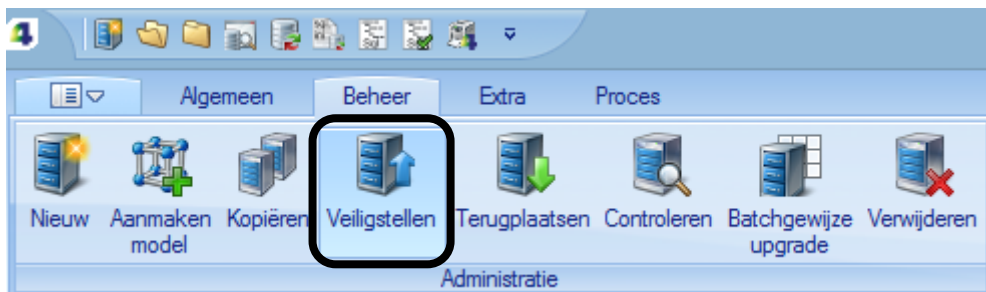 4
Algemeen Beheer Extra Proces
Nieuw Aanmaken model Kopiëren Veiligstellen Terugplaatsen Controleren Batchgewijze upgrade Verwijderen
Administratie